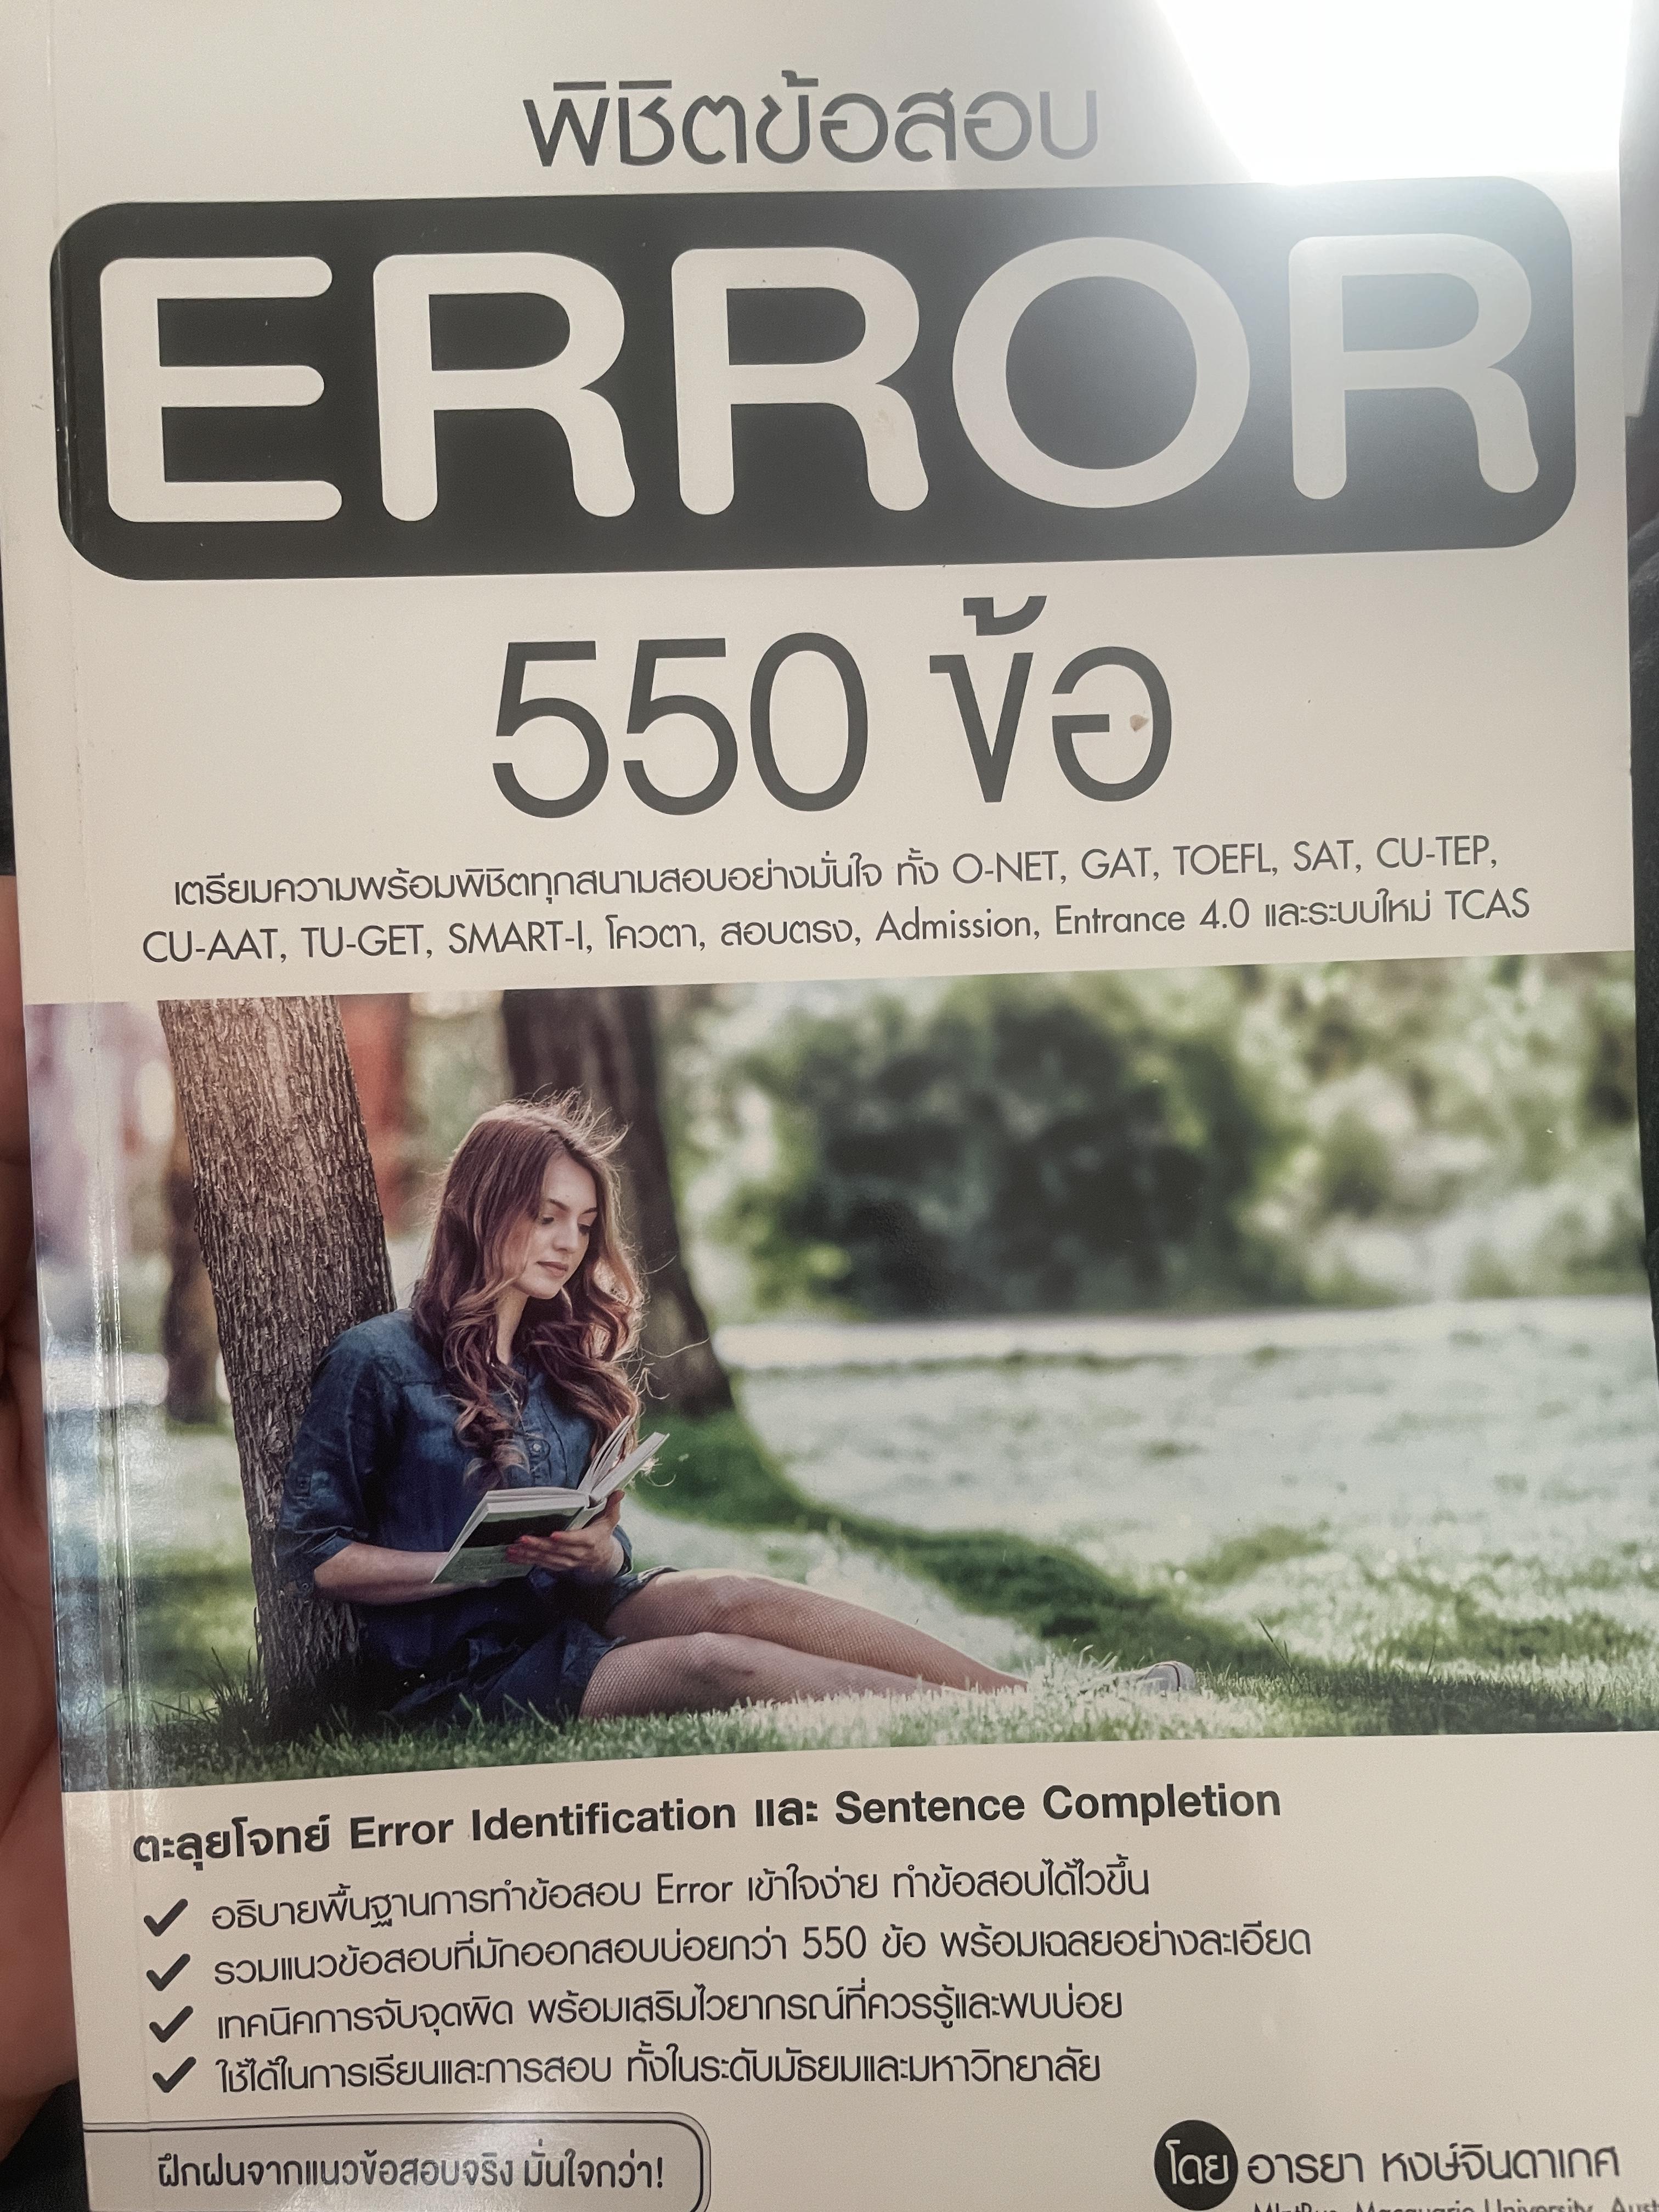 พิชิตข้อสอบ
ERROR
550 ข้อ
เตรียมความพร้อมพิชิตทุกสนามสอบอย่างมั่นใจ ทั้ง O-NET, GAT, TOEFL, SAT, CU-TEP,
CU-AAT, TU-GET, SMART-I, โควตา, สอบตรง, Admission, Entrance 4.0 และระบบใหม่ TCAS
ตะลุยโจทย์ Error Identification และ Sentence Completion
✔ อธิบายพื้นฐานการทำข้อสอบ Error เข้าใจง่าย ทำข้อสอบได้ไวขึ้น
✔ รวมแนวข้อสอบที่มักออกสอบบ่อยกว่า 550 ข้อ พร้อมเฉลยอย่างละเอียด
✔ เทคนิคการจับจุดผิด พร้อมเสริมไวยากรณ์ที่ควรรู้และพบบ่อย
✔ ใช้ได้ในการเรียนและการสอบ ทั้งในระดับมัธยมและมหาวิทยาลัย
ฝึกฝนจากแนวข้อสอบจริง มั่นใจกว่า!
โดย อารยา หงษ์จินดาเกศ
Macquarie University,